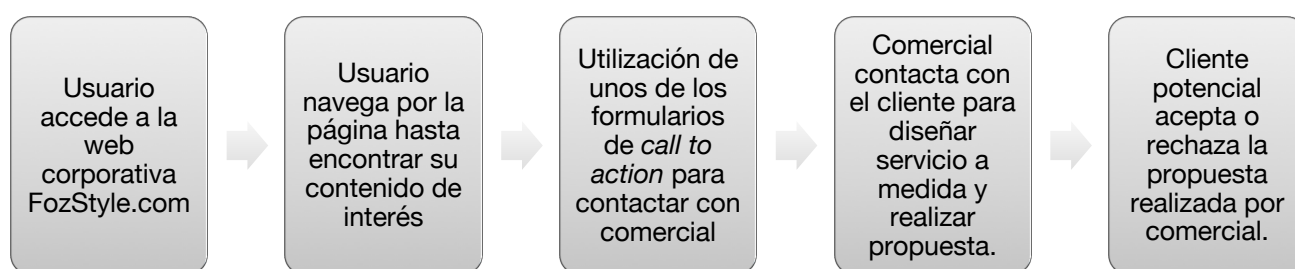 Usuario
accede a la
web
corporativa
FozStyle.com
Usuario
navega por la
página hasta
encontrar su
contenido de
interés
Utilización de
unos de los
formularios
de call to
action para
contactar con
comercial
Comercial
contacta con
el cliente para
diseñar
servicio a
medida y
realizar
propuesta.
Cliente
potencial
acepta o
rechaza la
propuesta
realizada por
comercial.